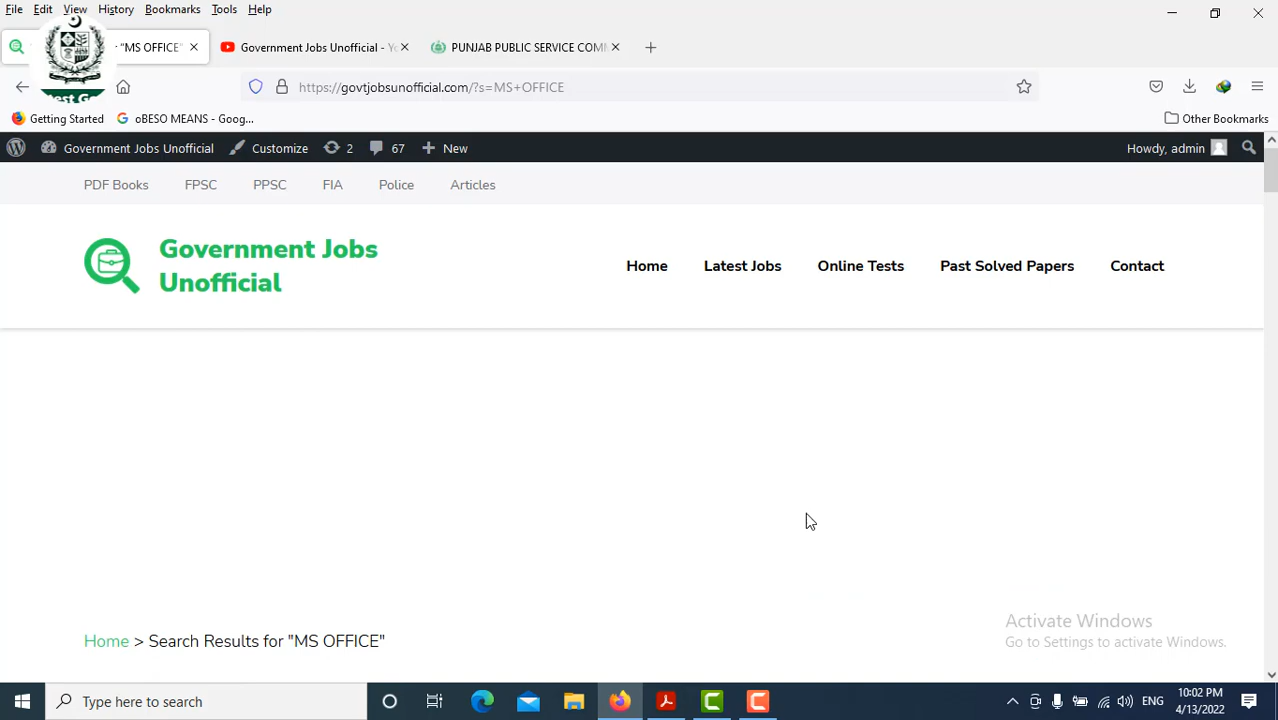 File Edit View History Bookmarks Tools Help
"MS OFFICE"
Government Jobs Unofficial - Yo
PUNJAB PUBLIC SERVICE COMM
https://govtjobsunofficial.com/?s=MS+OFFICE
Getting Started
oBESO MEANS - Goog...
Other Bookmarks
Government Jobs Unofficial
Customize
2
67
New
Howdy, admin
PDF Books FPSC PPSC FIA Police Articles
Government Jobs
Unofficial
Home Latest Jobs Online Tests Past Solved Papers Contact
Home > Search Results for "MS OFFICE"
Activate Windows
Go to Settings to activate Windows.
Type here to search
ENG
10:02 PM
4/13/2022